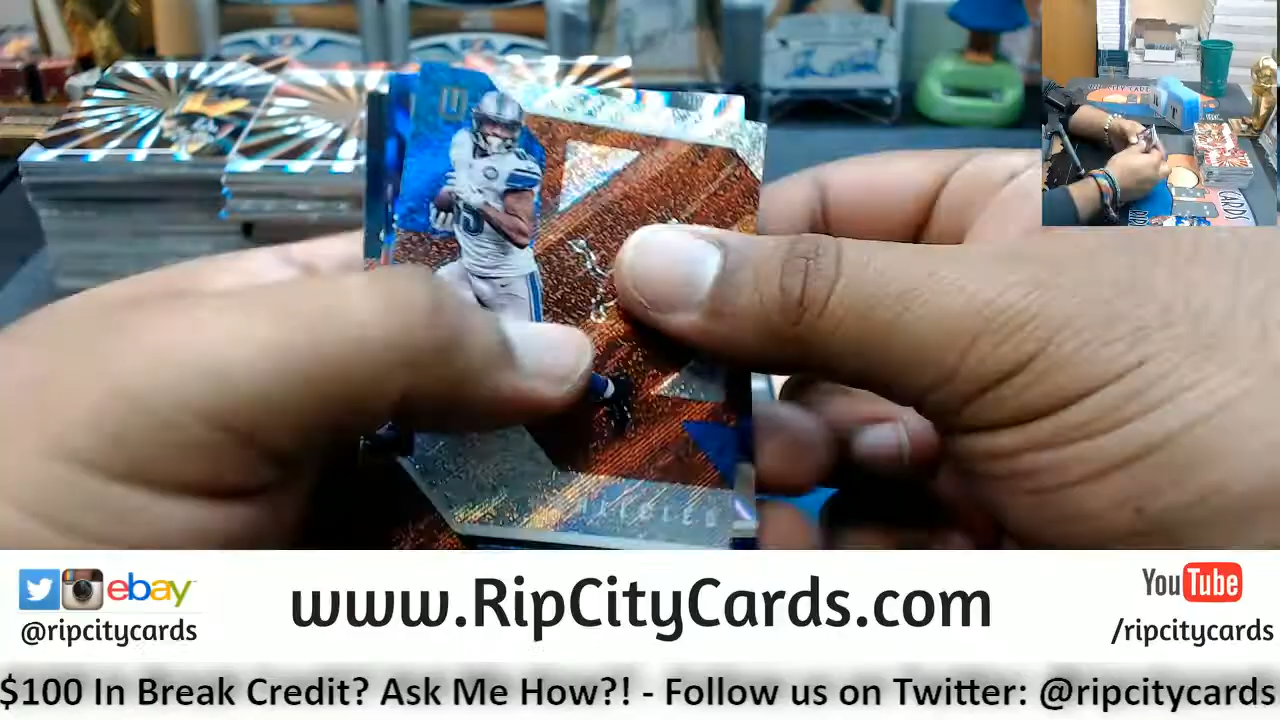 ebay
@ripcitycards
www.RipCityCards.com
YouTube
/ripcitycards
$100 In Break Credit? Ask Me How?! - Follow us on Twitter: @ripcitycards